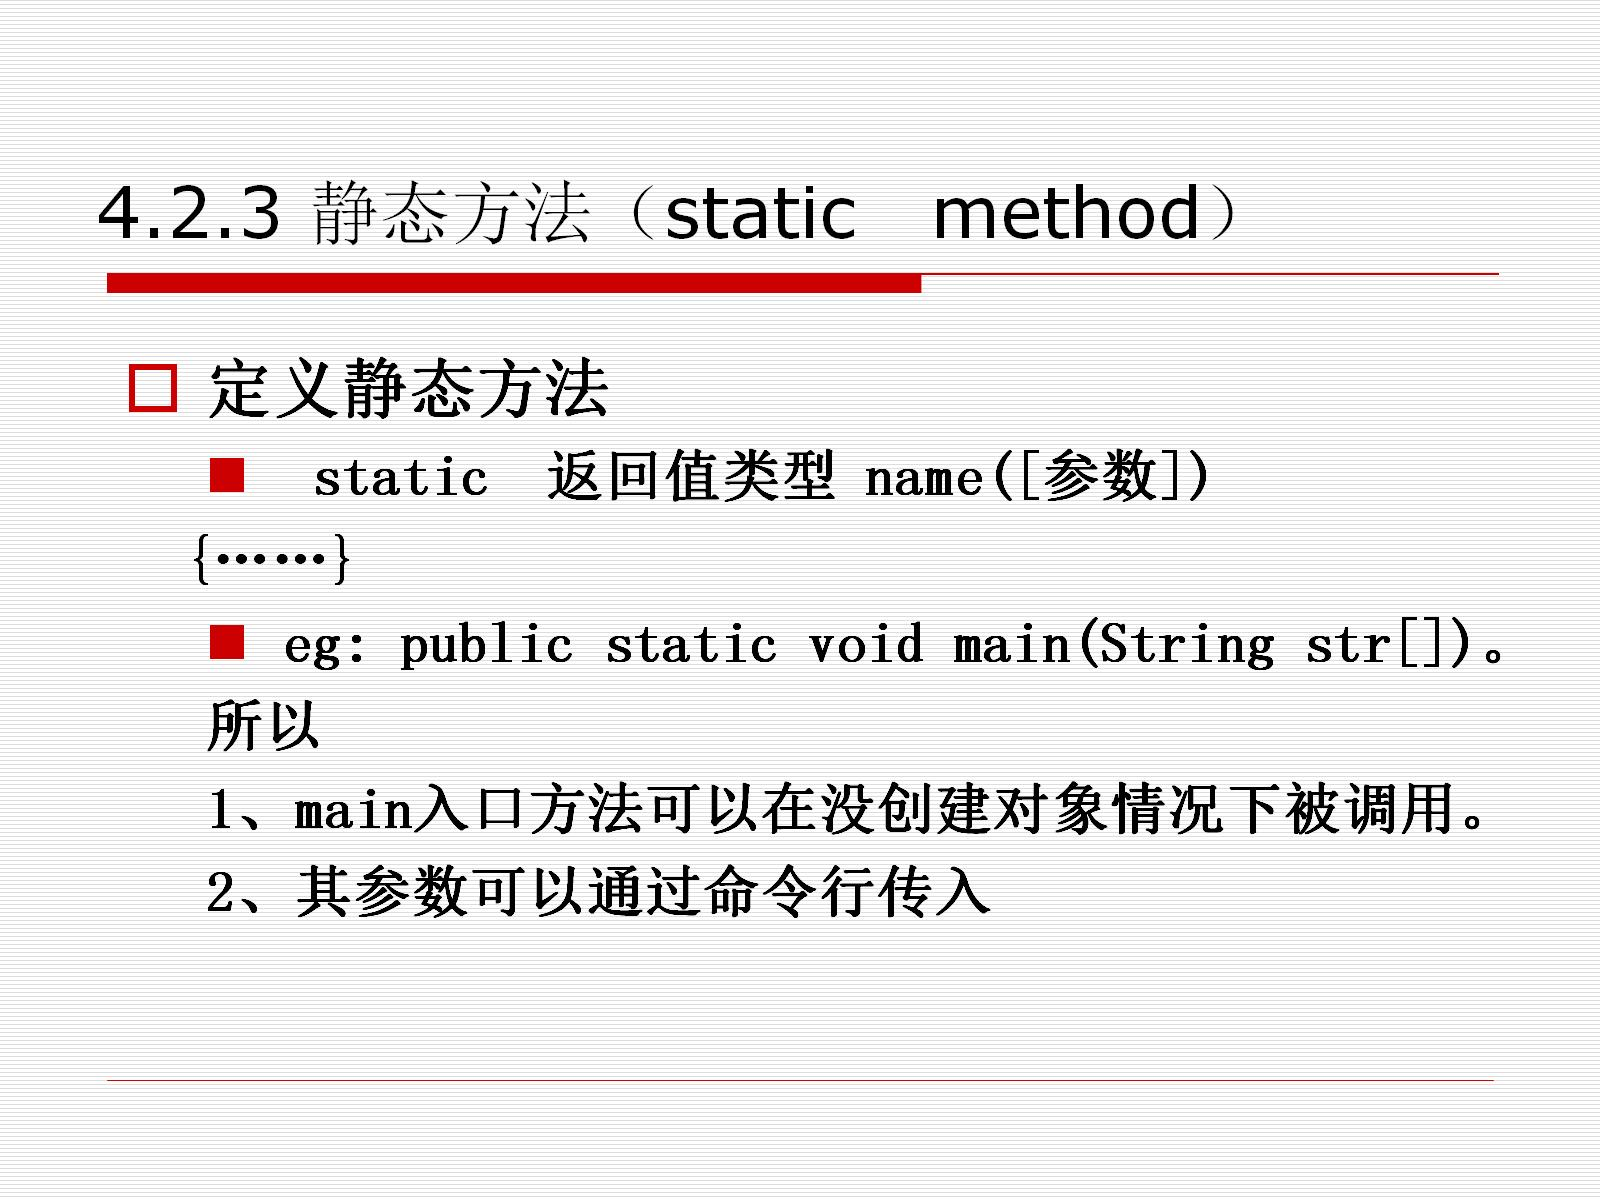 4.2.3 静态方法（static method）
定义静态方法
static 返回值类型 name([参数])
{……}
eg: public static void main(String str[])。
所以
1、main入口方法可以在没创建对象情况下被调用。
2、其参数可以通过命令行传入